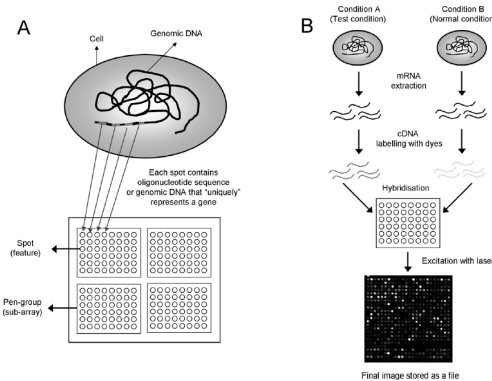 A
Cell
Genomic DNA
Each spot contains
oligonucleotide sequence
or genomic DNA that "uniquely"
represents a gene
Spot
(feature)
Pen-group
(sub-array)
B
Condition A
(Test condition)
Condition B
(Normal condition
mRNA
extraction
cDNA
labelling with dyes
Hybridisation
Excitation with lase
Final image stored as a file